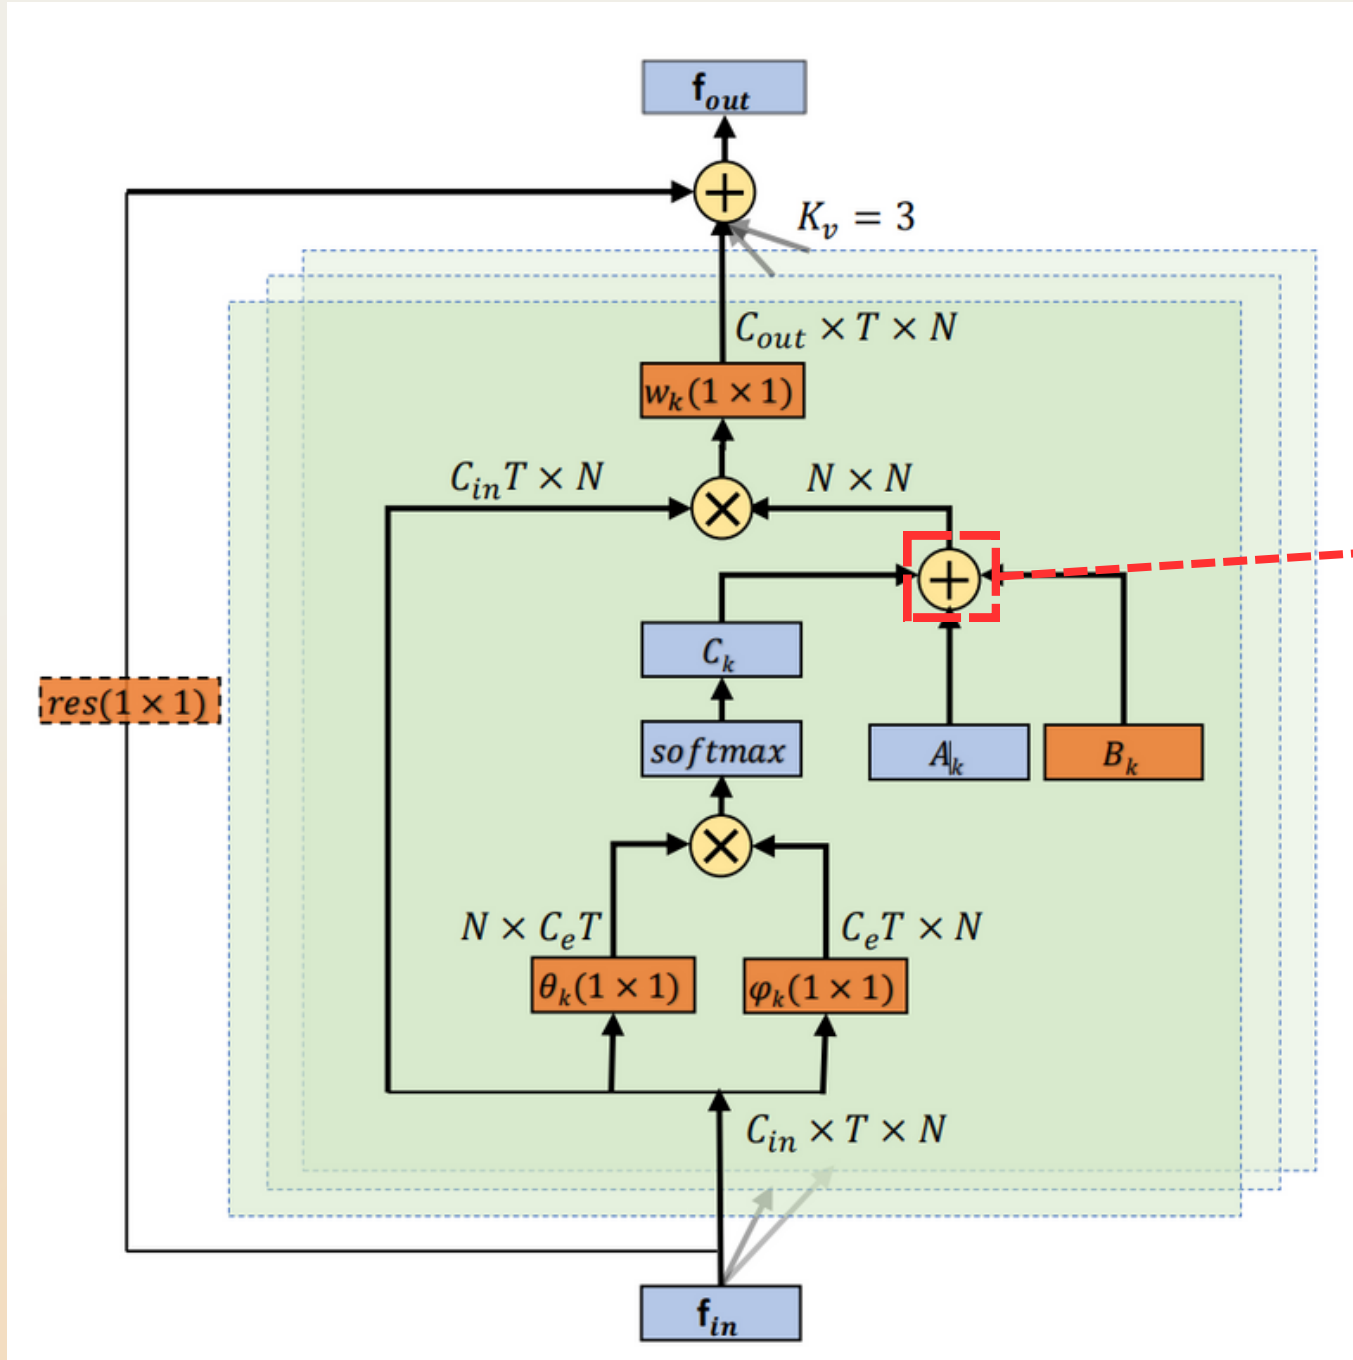 f_out
K_v = 3
C_out × T × N
w_k(1 × 1)
C_in T × N
N × N
C_k
res(1 × 1)
softmax
A_k
B_k
N × C_e T
C_e T × N
θ_k(1 × 1)
φ_k(1 × 1)
C_in × T × N
f_in